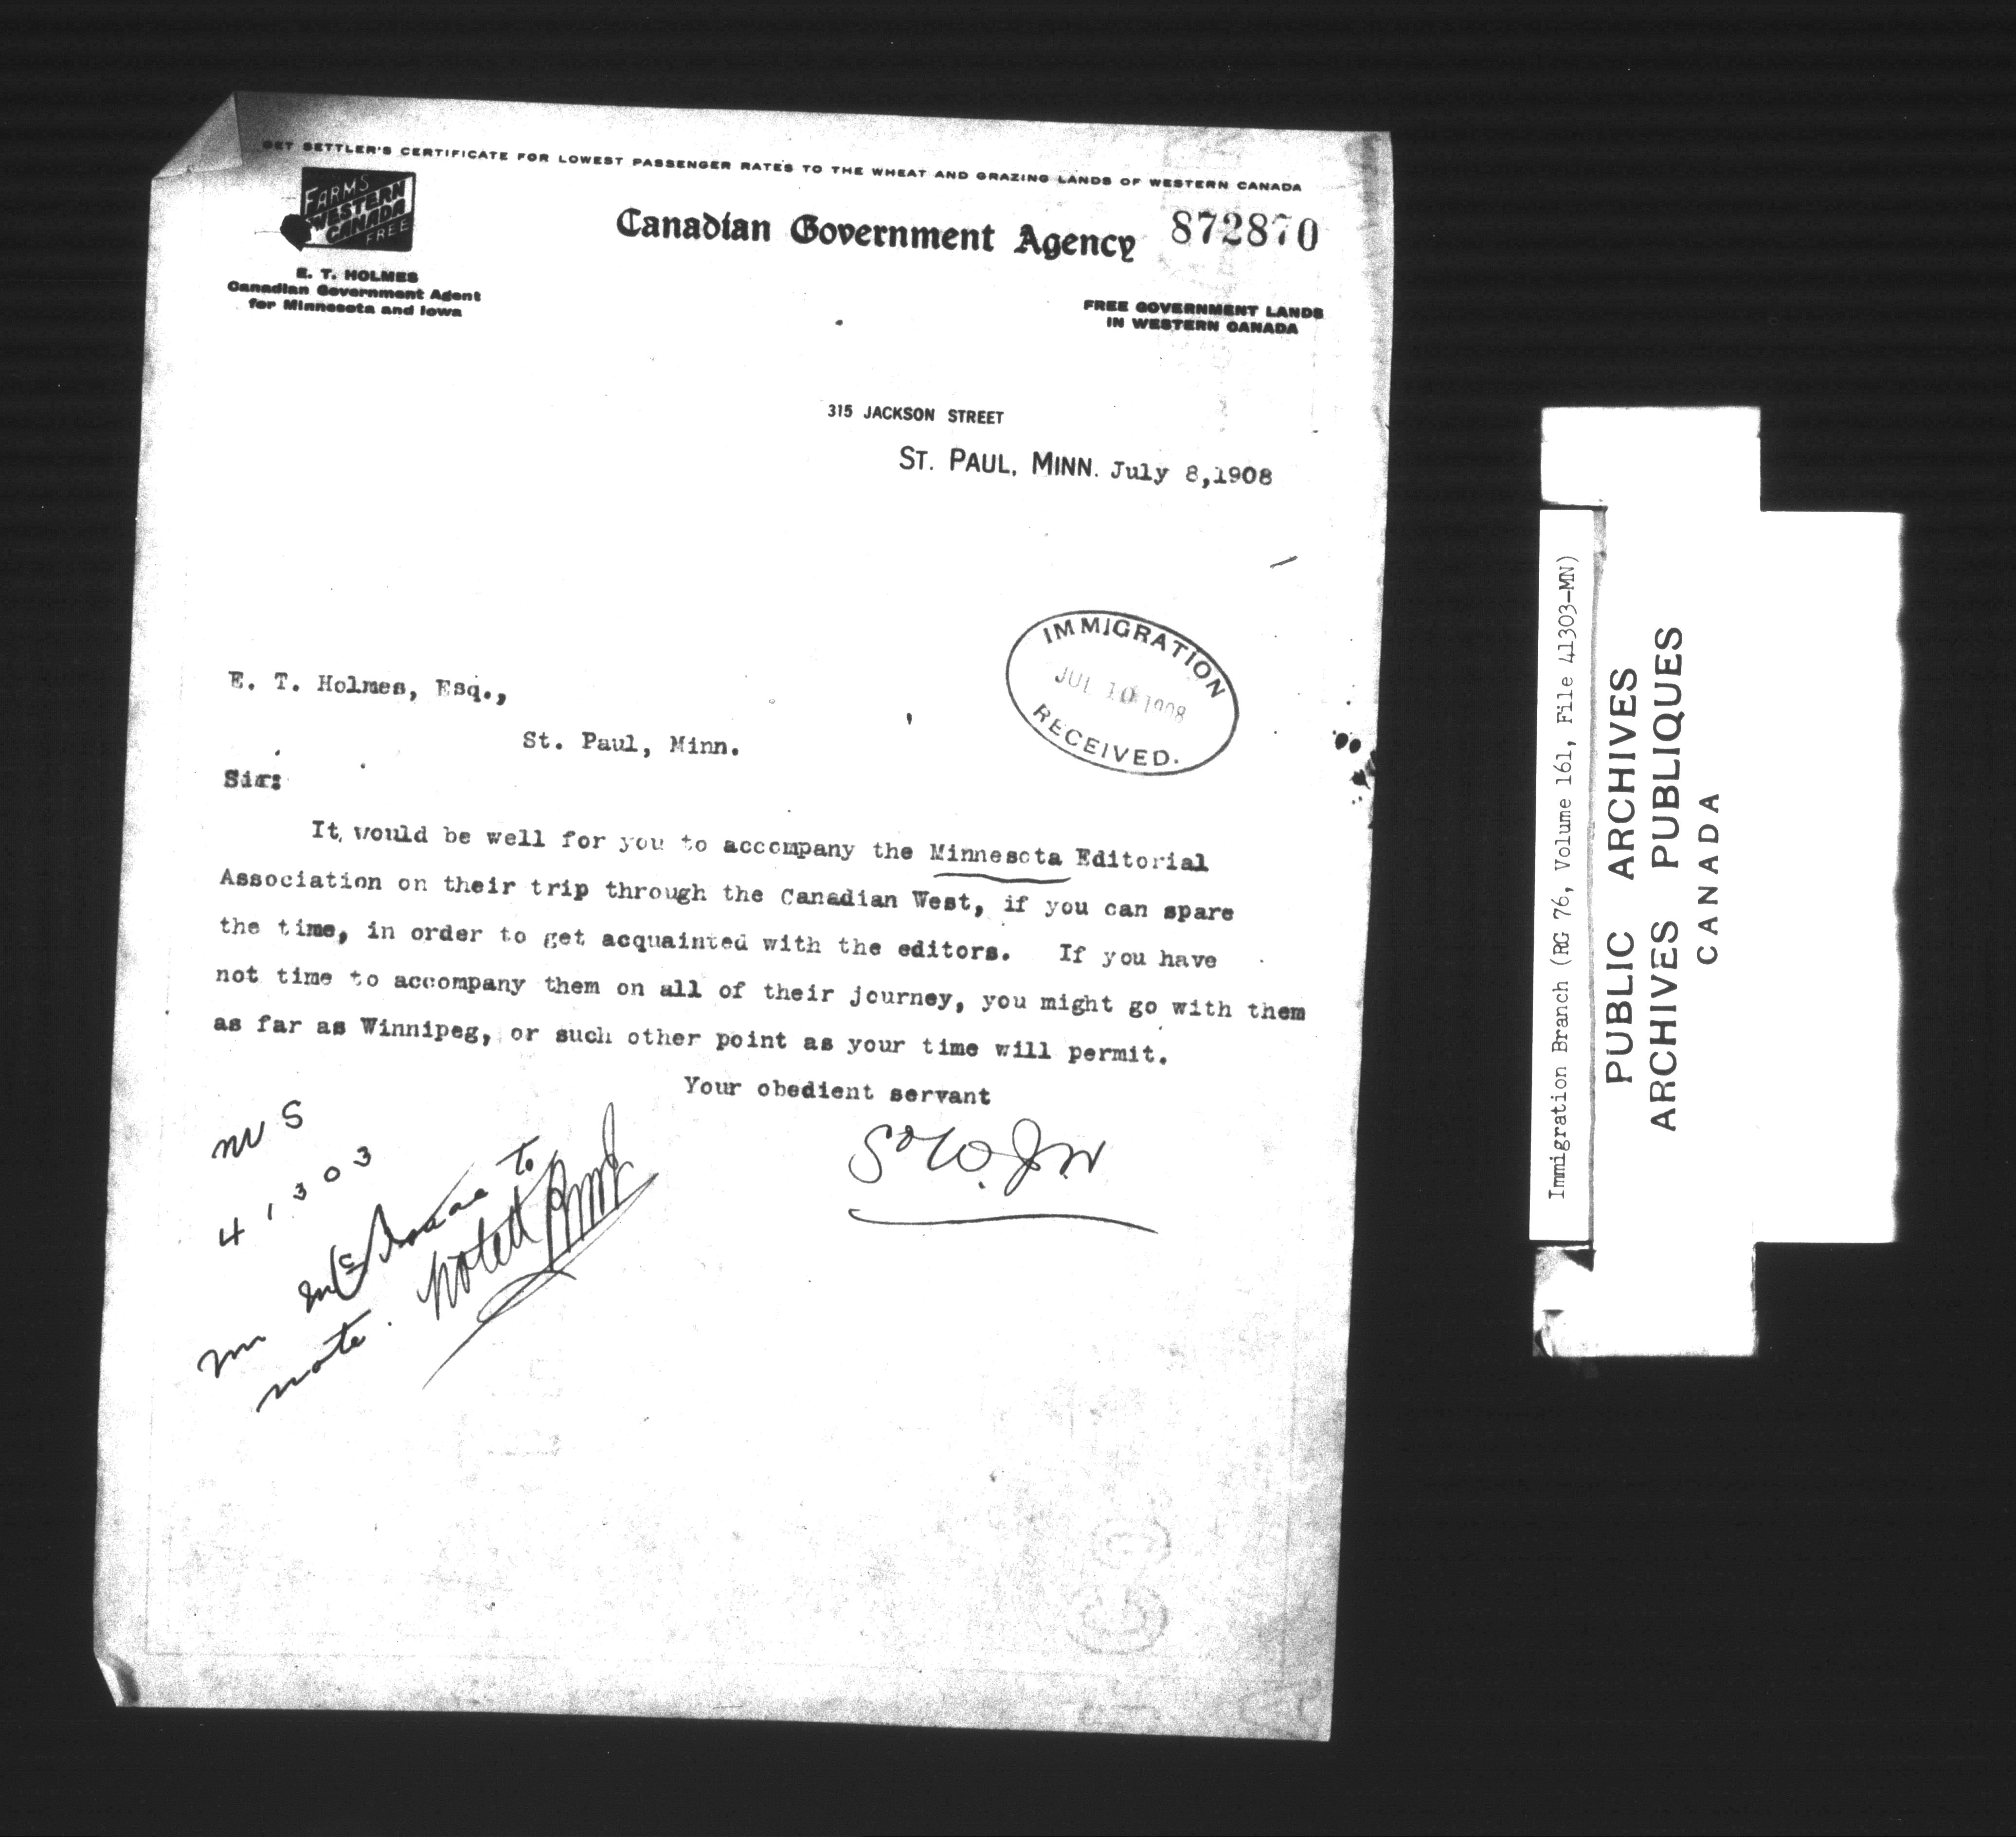 GET SETTLER'S CERTIFICATE FOR LOWEST PASSENGER RATES TO THE WHEAT AND GRAZING LANDS OF WESTERN CANADA
FARMS
WESTERN
CANADA
FREE
Canadian Government Agency 872870
E. T. HOLMES
Canadian Government Agent
for Minnesota and Iowa
FREE GOVERNMENT LANDS
IN WESTERN CANADA
315 JACKSON STREET
ST. PAUL, MINN. July 8,1908
IMMIGRATION
JUL 10 1908
RECEIVED.
E. T. Holmes, Esq.,
St. Paul, Minn.
Sir:
It would be well for you to accompany the Minnesota Editorial
Association on their trip through the Canadian West, if you can spare
the time, in order to get acquainted with the editors. If you have
not time to accompany them on all of their journey, you might go with them
as far as Winnipeg, or such other point as your time will permit.
Your obedient servant
41303
to
note. Noted
Immigration Branch (RG 76, Volume 161, File 41303-MN)
PUBLIC ARCHIVES
ARCHIVES PUBLIQUES
CANADA